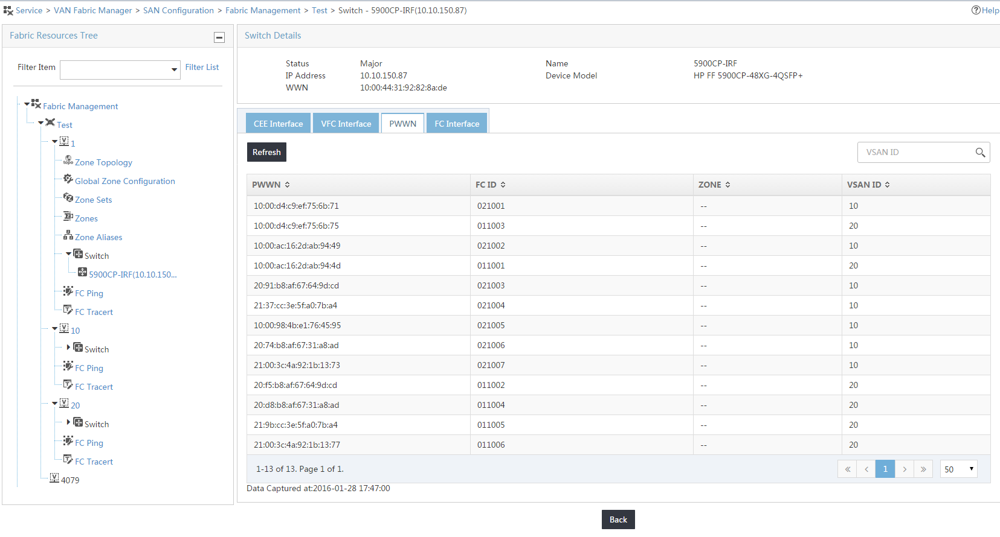 Service > VAN Fabric Manager > SAN Configuration > Fabric Management > Test > Switch - 5900CP-IRF(10.10.150.87)
Help
Fabric Resources Tree
Filter Item
Filter List
Fabric Management
Test
1
Zone Topology
Global Zone Configuration
Zone Sets
Zones
Zone Aliases
Switch
5900CP-IRF(10.10.150...
FC Ping
FC Tracert
10
Switch
FC Ping
FC Tracert
20
Switch
FC Ping
FC Tracert
4079
Switch Details
Status Major Name 5900CP-IRF
IP Address 10.10.150.87 Device Model HP FF 5900CP-48XG-4QSFP+
WWN 10:00:44:31:92:82:8a:de
CEE Interface VFC Interface PWWN FC Interface
Refresh VSAN ID
PWWN FC ID ZONE VSAN ID
10:00:d4:c9:ef:75:6b:71 021001 -- 10
10:00:d4:c9:ef:75:6b:75 011003 -- 20
10:00:ac:16:2d:ab:94:49 021002 -- 10
10:00:ac:16:2d:ab:94:4d 011001 -- 20
20:91:b8:af:67:64:9d:cd 021003 -- 10
21:37:cc:3e:5f:a0:7b:a4 021004 -- 10
10:00:98:4b:e1:76:45:95 021005 -- 10
20:74:b8:af:67:31:a8:ad 021006 -- 10
21:00:3c:4a:92:1b:13:73 021007 -- 10
20:f5:b8:af:67:64:9d:cd 011002 -- 20
20:d8:b8:af:67:31:a8:ad 011004 -- 20
21:9b:cc:3e:5f:a0:7b:a4 011005 -- 20
21:00:3c:4a:92:1b:13:77 011006 -- 20
1-13 of 13. Page 1 of 1. « ‹ 1 › » 50
Data Captured at:2016-01-28 17:47:00
Back